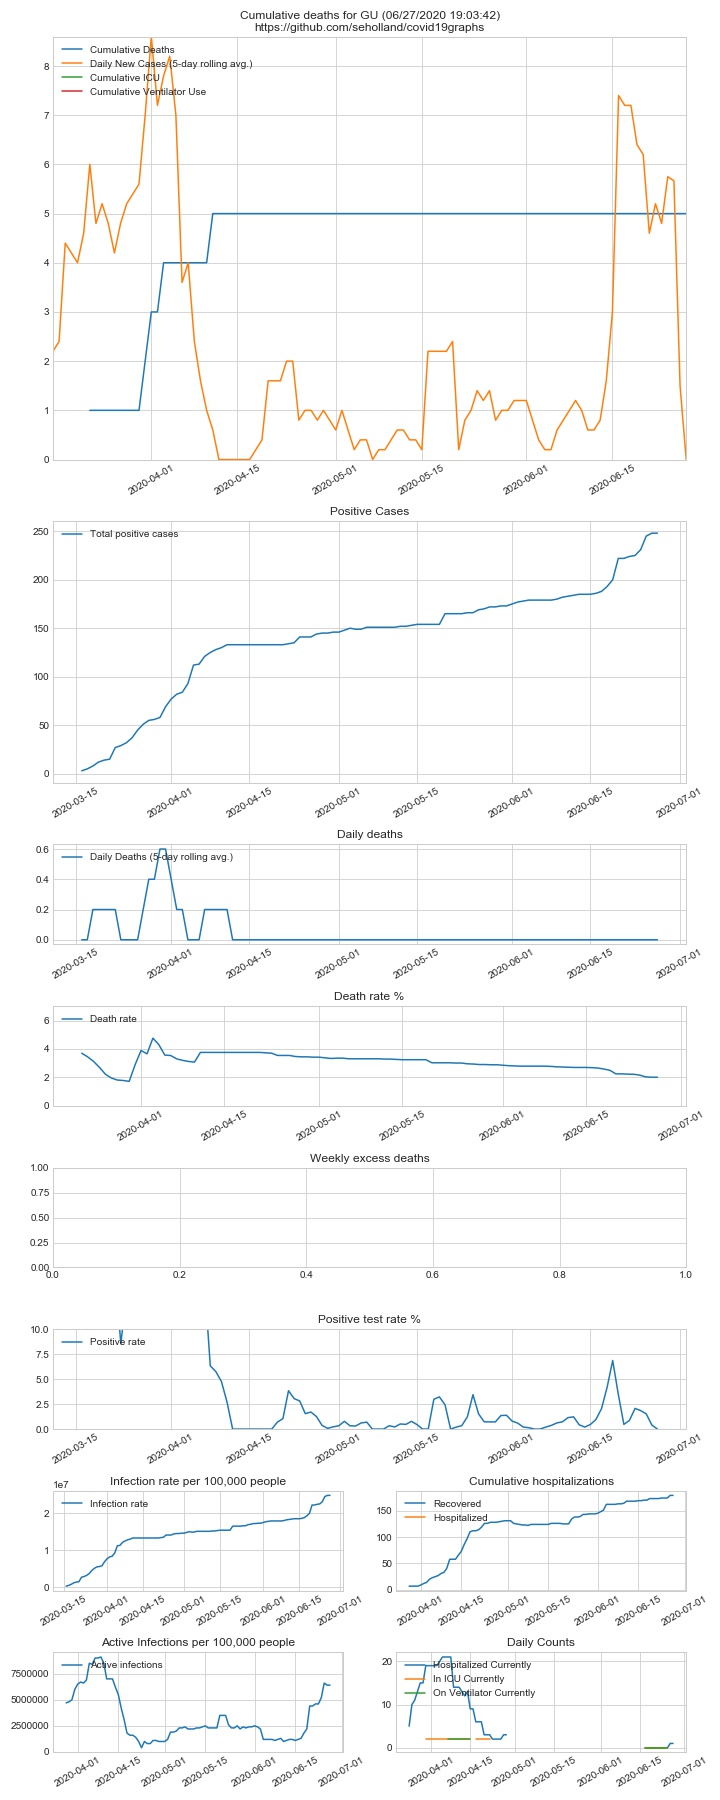 Cumulative deaths for GU (06/27/2020 19:03:42)
https://github.com/seholland/covid19graphs
Cumulative Deaths
Daily New Cases (5-day rolling avg.)
Cumulative ICU
Cumulative Ventilator Use
8
7
6
5
4
3
2
1
0
2020-04-01 2020-04-15 2020-05-01 2020-05-15 2020-06-01 2020-06-15
Positive Cases
Total positive cases
250
200
150
100
50
0
2020-03-15 2020-04-01 2020-04-15 2020-05-01 2020-05-15 2020-06-01 2020-06-15 2020-07-01
Daily deaths
Daily Deaths (5-day rolling avg.)
0.6
0.4
0.2
0.0
2020-03-15 2020-04-01 2020-04-15 2020-05-01 2020-05-15 2020-06-01 2020-06-15 2020-07-01
Death rate %
Death rate
6
4
2
0
2020-04-01 2020-04-15 2020-05-01 2020-05-15 2020-06-01 2020-06-15 2020-07-01
Weekly excess deaths
1.00
0.75
0.50
0.25
0.00
0.0 0.2 0.4 0.6 0.8 1.0
Positive test rate %
10.0
Positive rate
7.5
5.0
2.5
0.0
2020-03-15 2020-04-01 2020-04-15 2020-05-01 2020-05-15 2020-06-01 2020-06-15 2020-07-01
Infection rate per 100,000 people
1e7
Infection rate
2
1
0
2020-03-15 2020-04-01 2020-04-15 2020-05-01 2020-05-15 2020-06-01 2020-06-15 2020-07-01
Cumulative hospitalizations
Recovered
Hospitalized
150
100
50
0
2020-04-01 2020-04-15 2020-05-01 2020-05-15 2020-06-01 2020-06-15 2020-07-01
Active Infections per 100,000 people
Active infections
7500000
5000000
2500000
0
2020-04-01 2020-04-15 2020-05-01 2020-05-15 2020-06-01 2020-06-15 2020-07-01
Daily Counts
Hospitalized Currently
In ICU Currently
On Ventilator Currently
20
10
0
2020-04-01 2020-04-15 2020-05-01 2020-05-15 2020-06-01 2020-06-15 2020-07-01